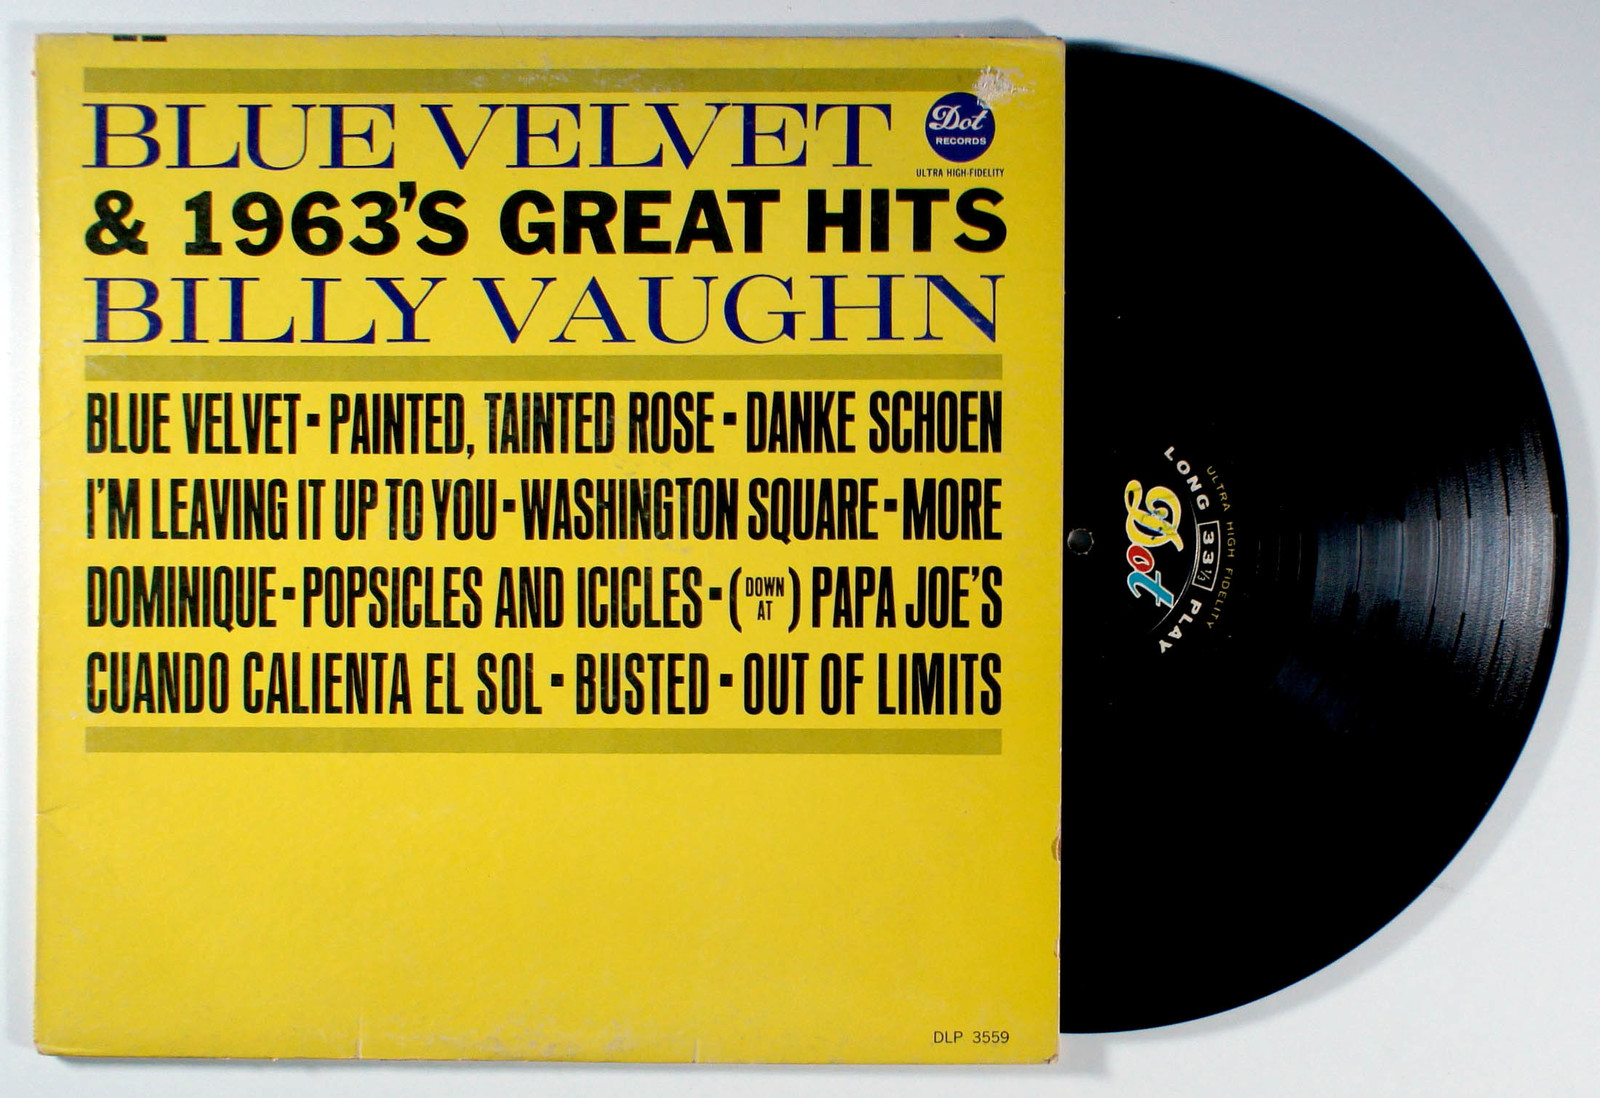 BLUE VELVET
Dot
RECORDS
ULTRA HIGH-FIDELITY
& 1963'S GREAT HITS
BILLY VAUGHN
BLUE VELVET▪PAINTED, TAINTED ROSE▪DANKE SCHOEN
I'M LEAVING IT UP TO YOU▪WASHINGTON SQUARE▪MORE
DOMINIQUE▪POPSICLES AND ICICLES▪(DOWN AT) PAPA JOE'S
CUANDO CALIENTA EL SOL▪BUSTED▪OUT OF LIMITS
DLP 3559
ULTRA HIGH FIDELITY
LONG 33⅓ PLAY
Dot